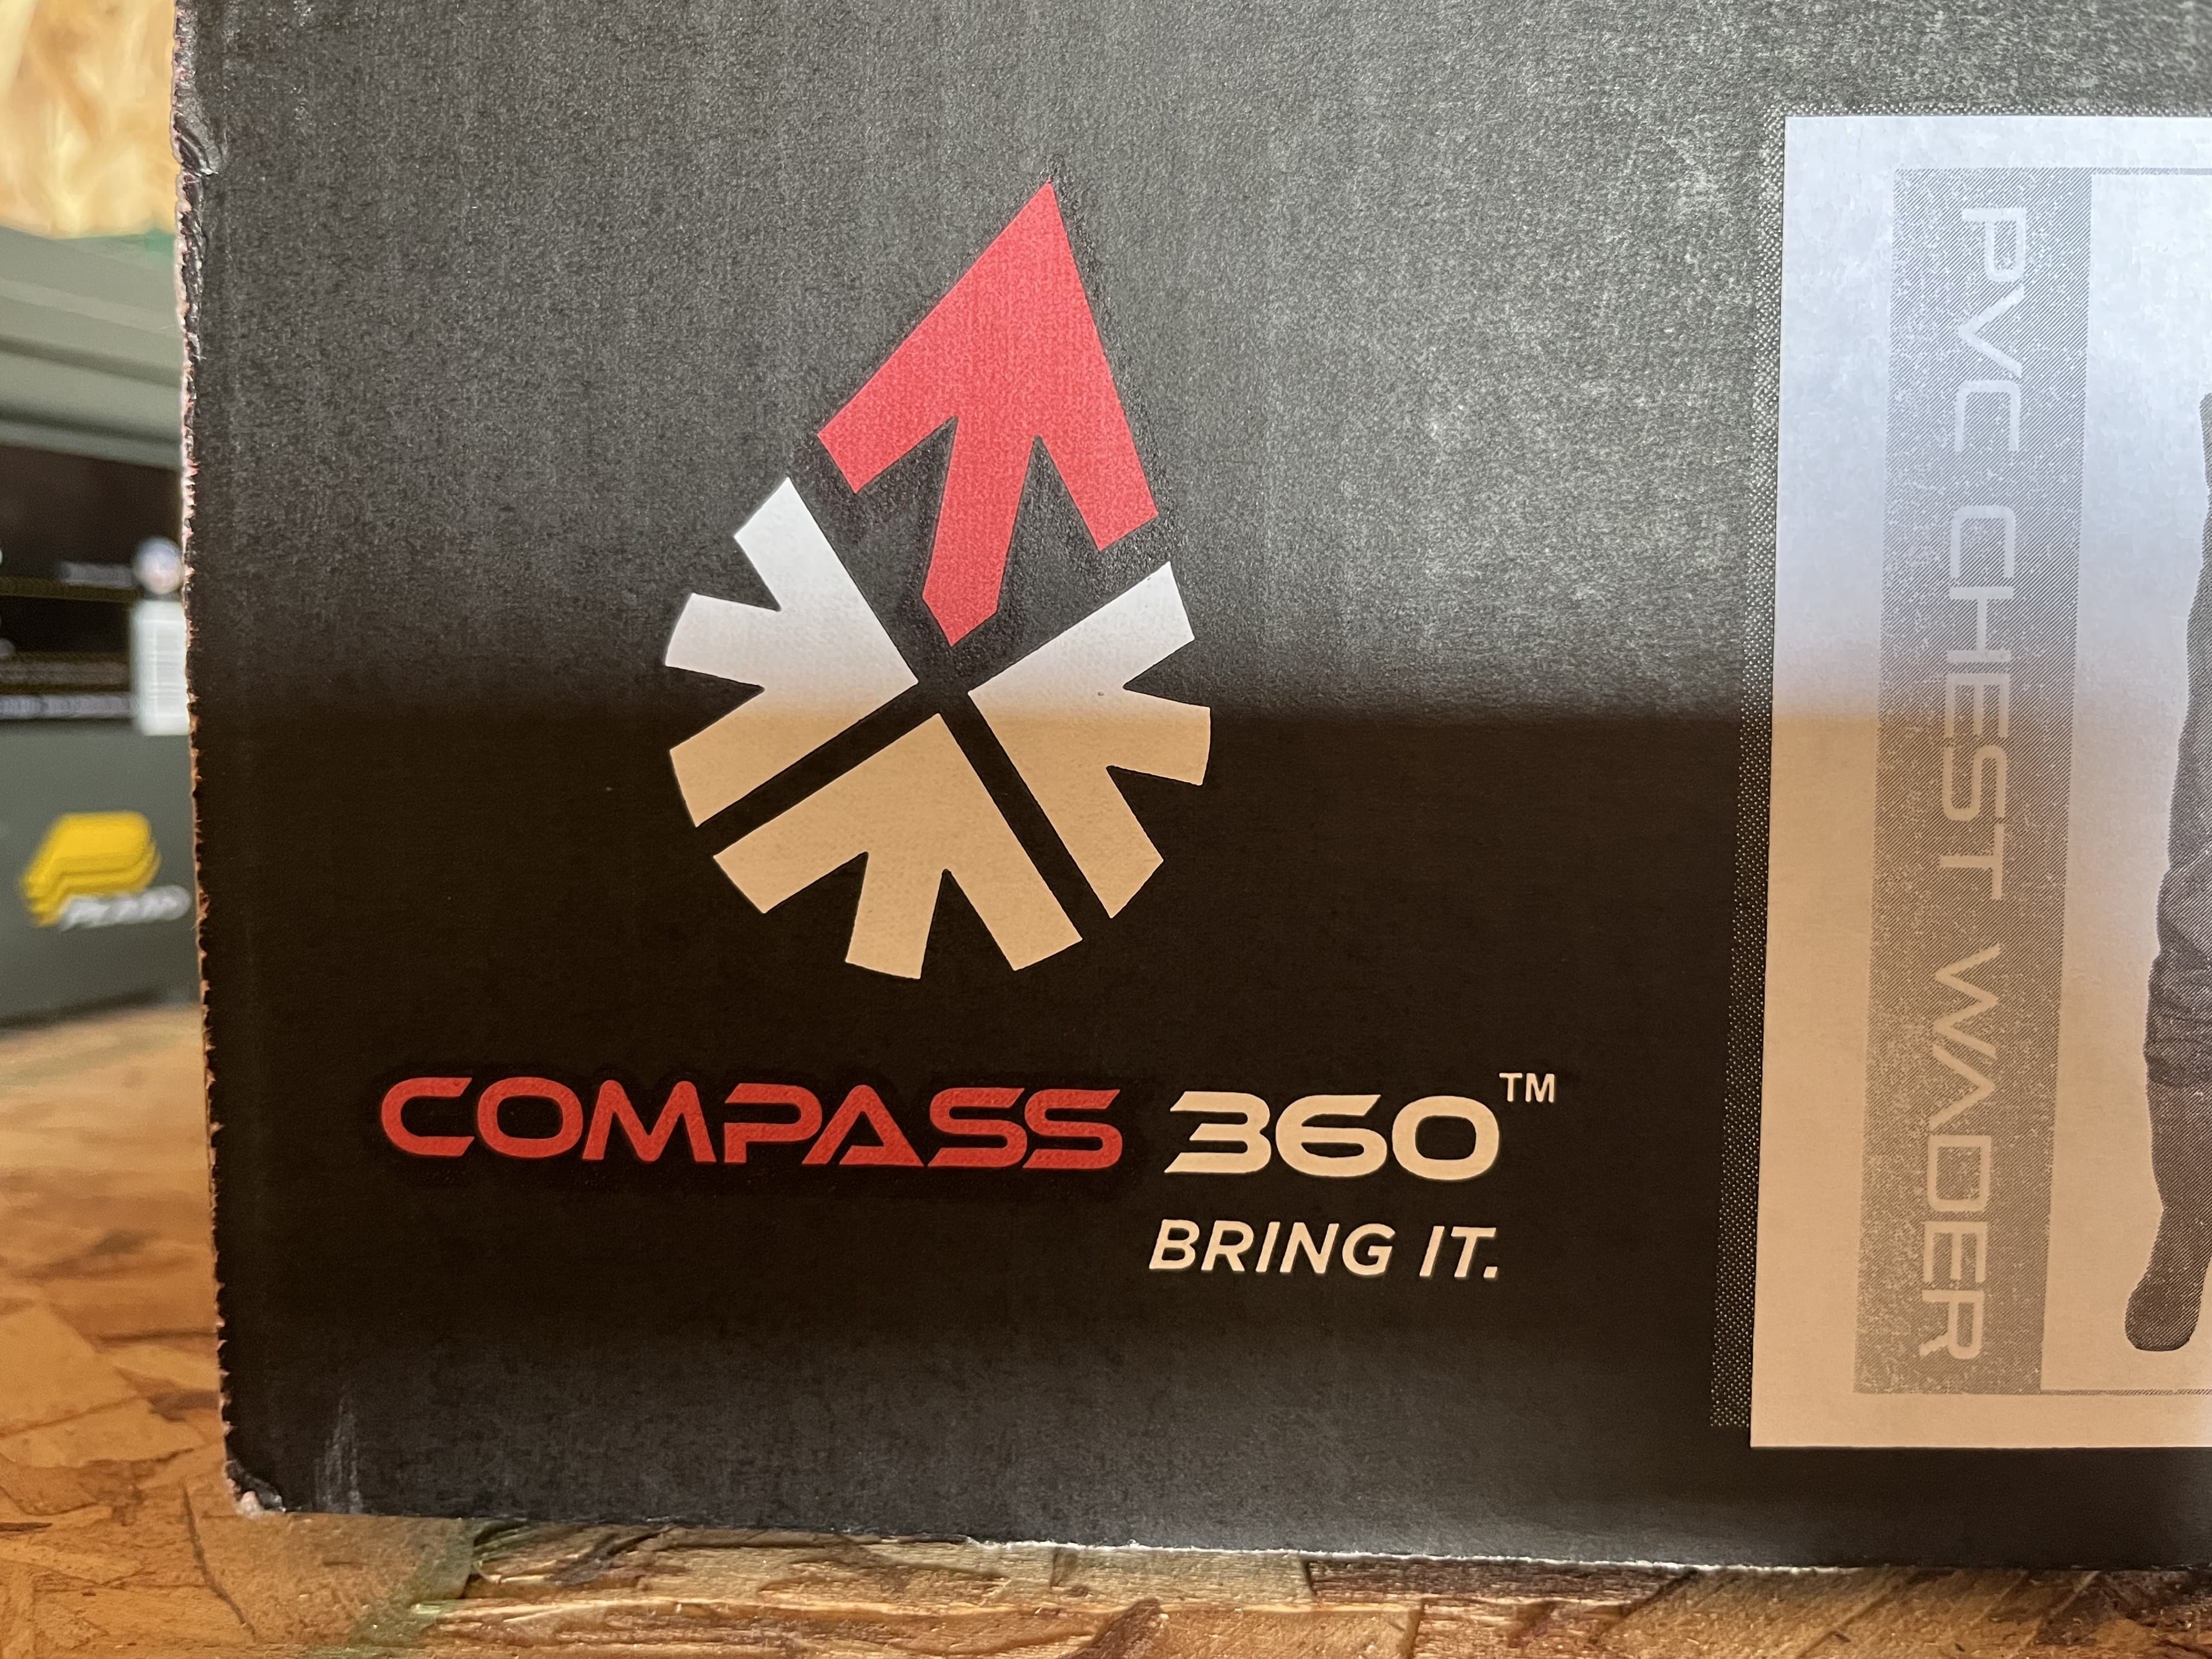 COMPASS 360™
BRING IT.
PVC CHEST WADER